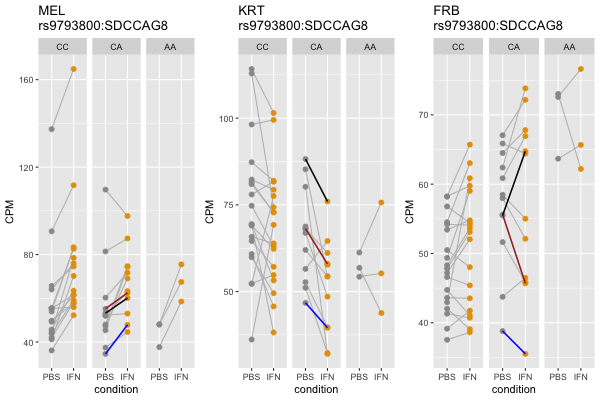 MEL
rs9793800:SDCCAG8
CC CA AA
CPM
160
120
80
40
PBS IFN PBS IFN PBS IFN
condition
KRT
rs9793800:SDCCAG8
CC CA AA
CPM
100
75
50
PBS IFN PBS IFN PBS IFN
condition
FRB
rs9793800:SDCCAG8
CC CA AA
CPM
70
60
50
40
PBS IFN PBS IFN PBS IFN
condition